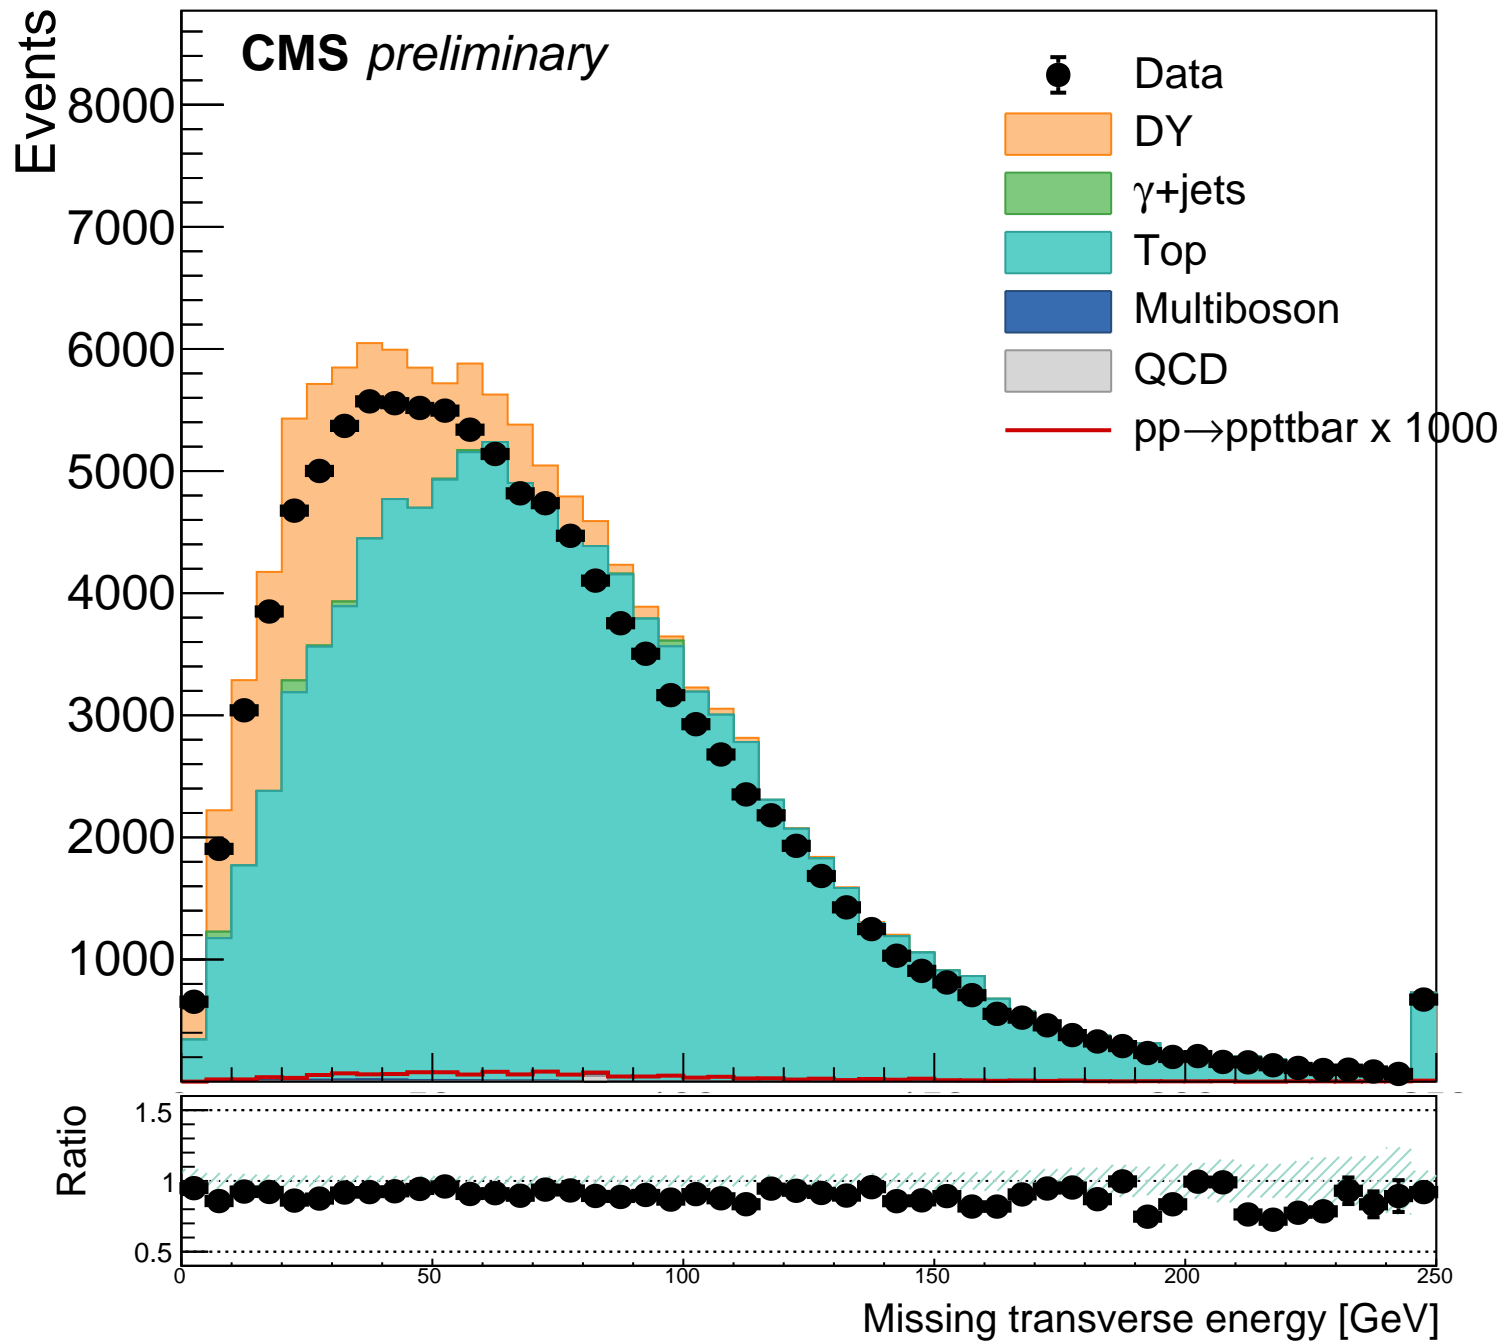 CMS preliminary
Events
8000
7000
6000
5000
4000
3000
2000
1000
Data
DY
γ+jets
Top
Multiboson
QCD
pp→ppttbar x 1000
Ratio
1.5
1
0.5
0 50 100 150 200 250
Missing transverse energy [GeV]